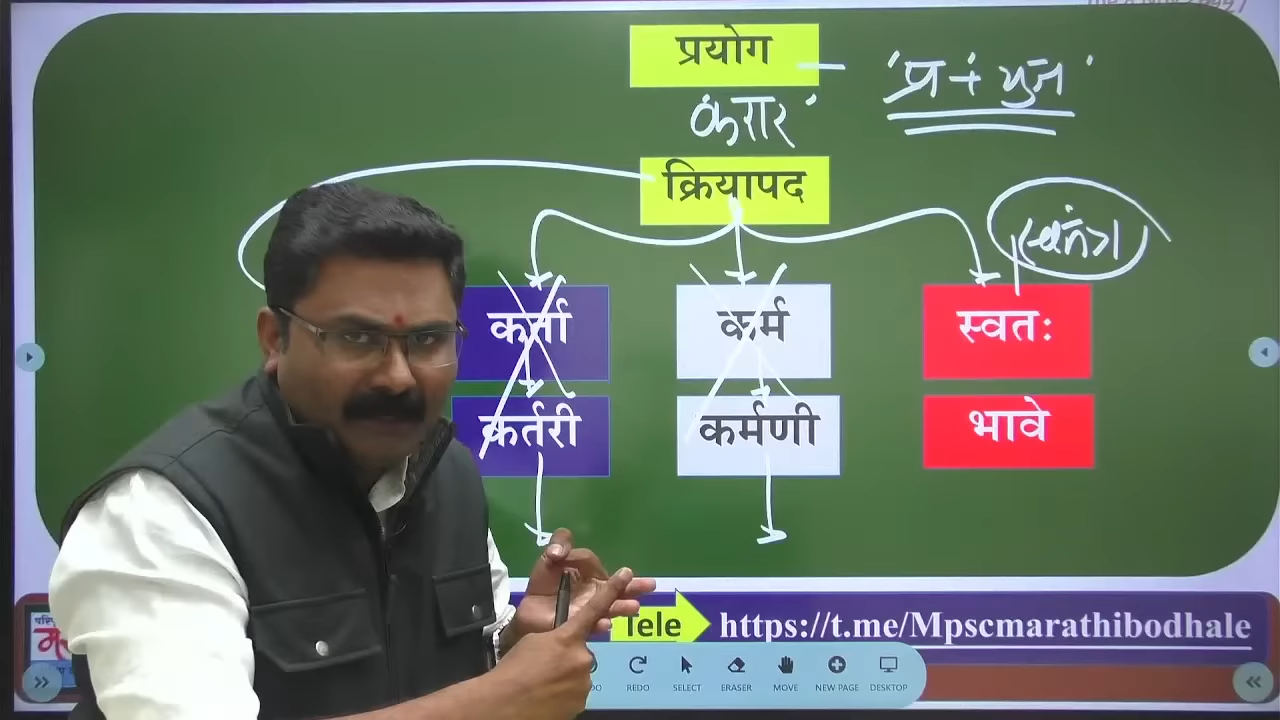 प्रयोग
'प्र + युज'
'करार'
क्रियापद
स्वतंत्र
कर्ता
कर्म
स्वतः
कर्तरी
कर्मणी
भावे
Tele
https://t.me/Mpscmarathibodhale
REDO
SELECT
ERASER
MOVE
NEW PAGE
DESKTOP